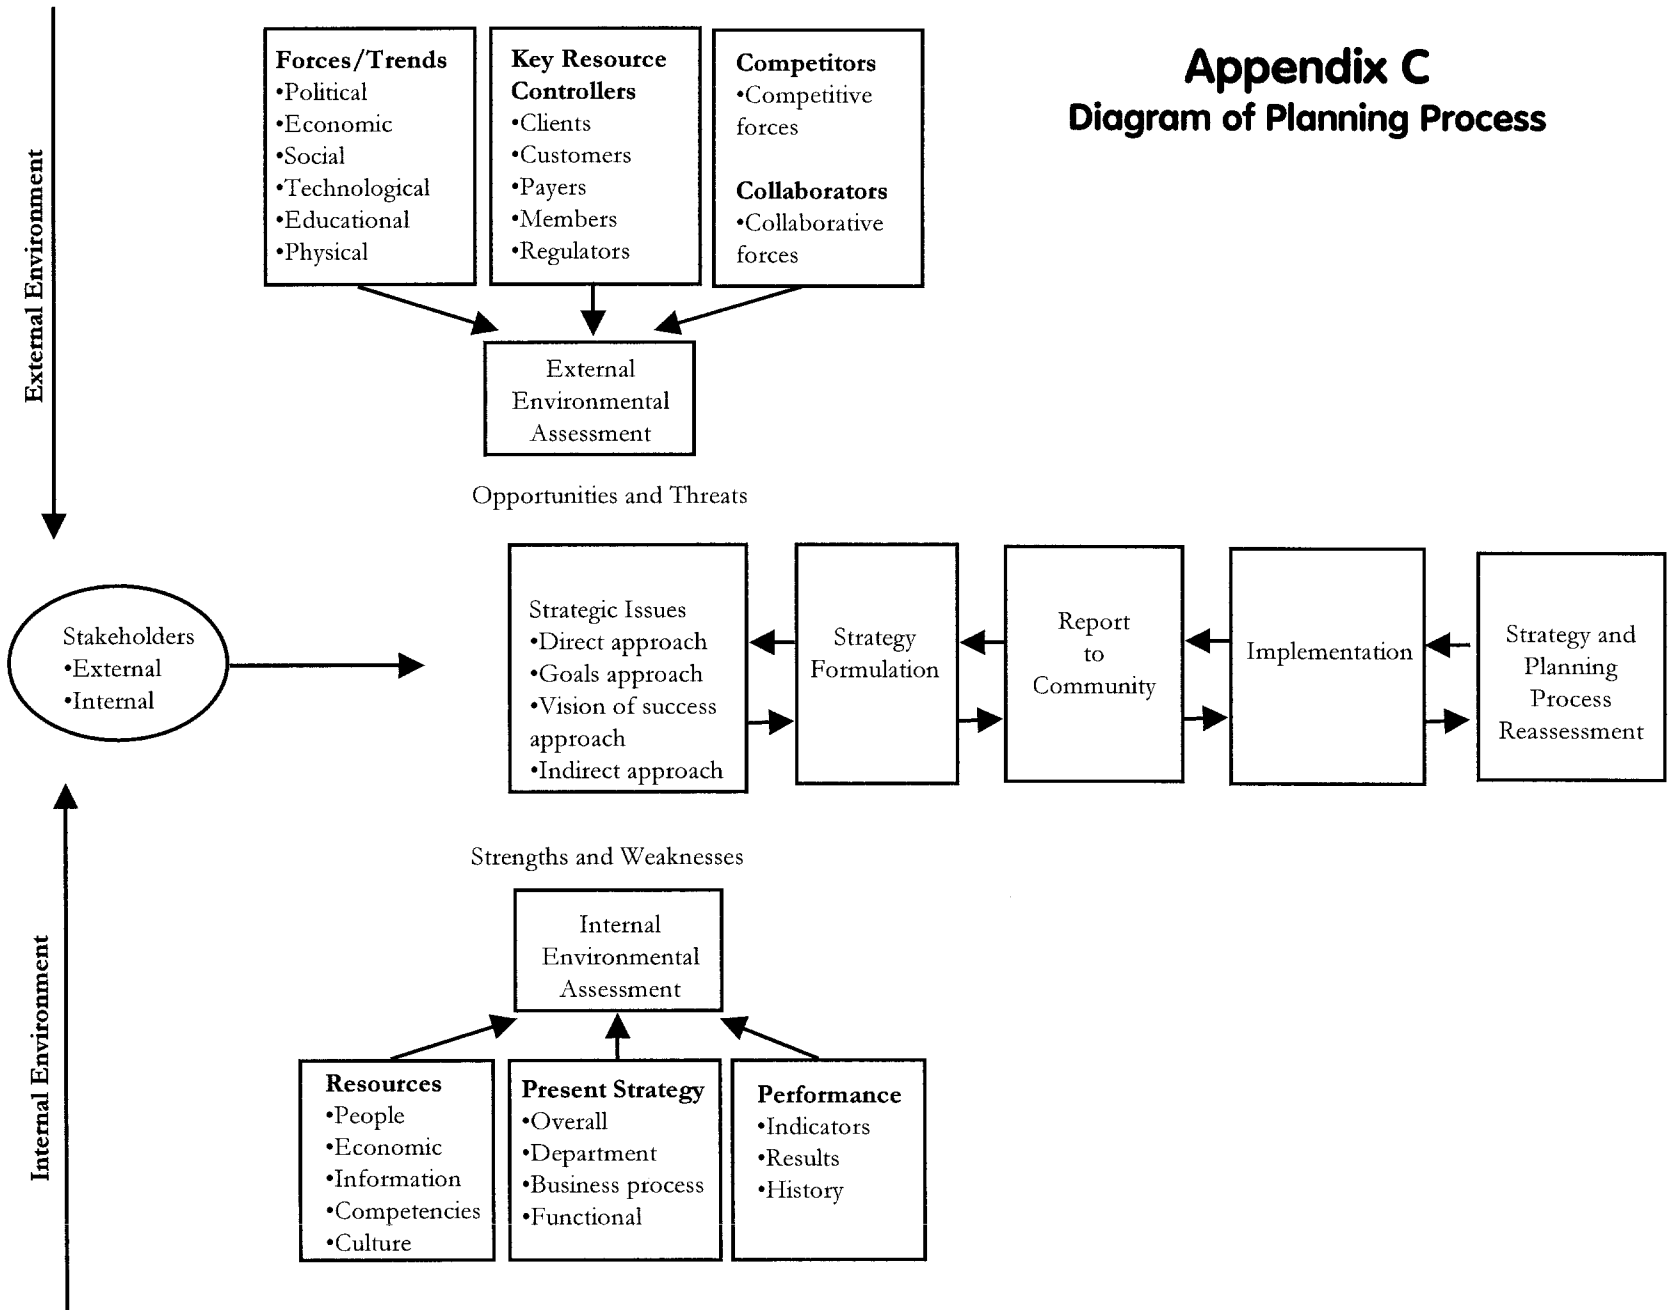 Appendix C
Diagram of Planning Process
External Environment
Forces/Trends
•Political
•Economic
•Social
•Technological
•Educational
•Physical
Key Resource
Controllers
•Clients
•Customers
•Payers
•Members
•Regulators
Competitors
•Competitive
forces
Collaborators
•Collaborative
forces
External
Environmental
Assessment
Opportunities and Threats
Stakeholders
•External
•Internal
Strategic Issues
•Direct approach
•Goals approach
•Vision of success
approach
•Indirect approach
Strategy
Formulation
Report
to
Community
Implementation
Strategy and
Planning
Process
Reassessment
Strengths and Weaknesses
Internal
Environmental
Assessment
Internal Environment
Resources
•People
•Economic
•Information
•Competencies
•Culture
Present Strategy
•Overall
•Department
•Business process
•Functional
Performance
•Indicators
•Results
•History